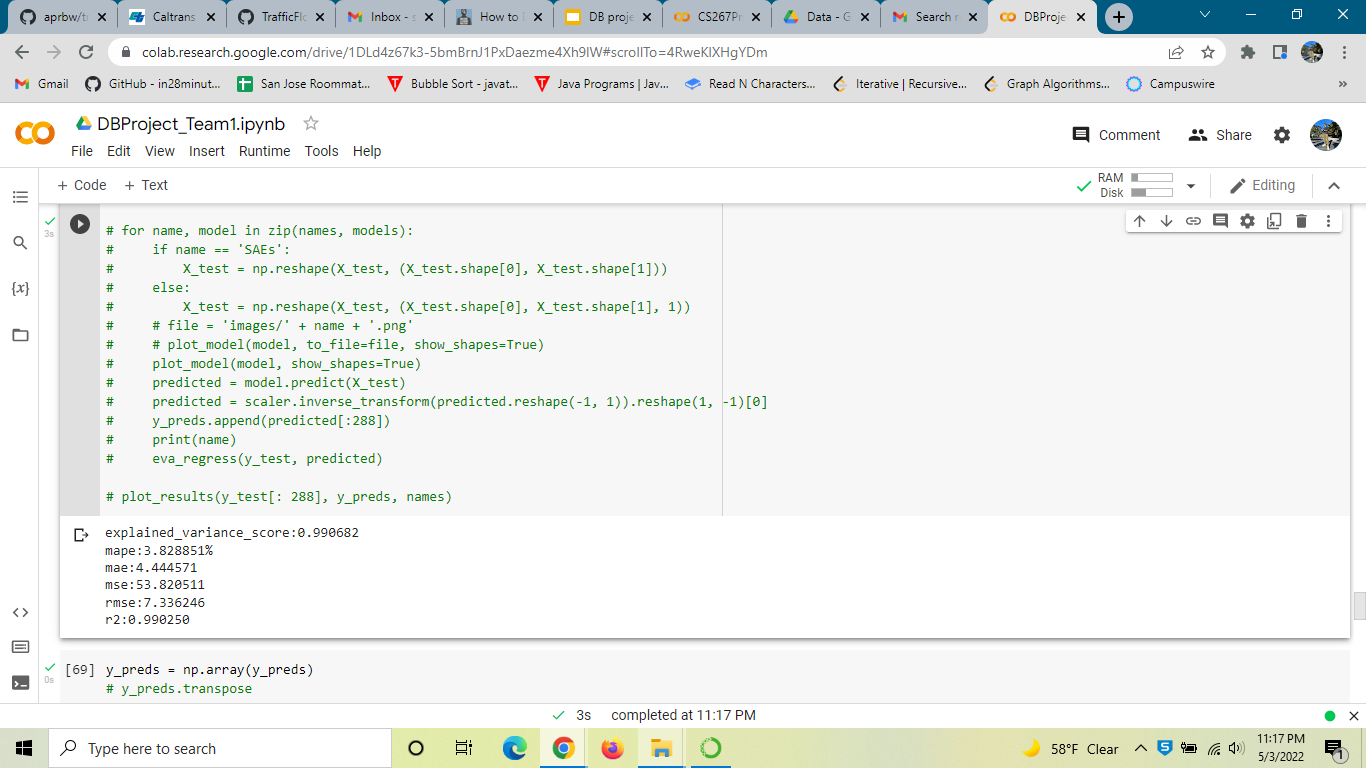 aprbw/tr
Caltrans
TrafficFlo
Inbox - s
How to
DB proje
CS267Pr
Data - G
Search r
DBProje
colab.research.google.com/drive/1DLd4z67k3-5bmBrnJ1PxDaezme4Xh9lW#scrollTo=4RweKlXHgYDm
Gmail
GitHub - in28minut...
San Jose Roommat...
Bubble Sort - javat...
Java Programs | Jav...
Read N Characters...
Iterative | Recursive...
Graph Algorithms...
Campuswire
»
CO
DBProject_Team1.ipynb
Comment
Share
File Edit View Insert Runtime Tools Help
+ Code + Text
RAM
Disk
Editing
3s
# for name, model in zip(names, models):
#     if name == 'SAEs':
#         X_test = np.reshape(X_test, (X_test.shape[0], X_test.shape[1]))
#     else:
#         X_test = np.reshape(X_test, (X_test.shape[0], X_test.shape[1], 1))
#     # file = 'images/' + name + '.png'
#     # plot_model(model, to_file=file, show_shapes=True)
#     plot_model(model, show_shapes=True)
#     predicted = model.predict(X_test)
#     predicted = scaler.inverse_transform(predicted.reshape(-1, 1)).reshape(1, -1)[0]
#     y_preds.append(predicted[:288])
#     print(name)
#     eva_regress(y_test, predicted)
# plot_results(y_test[: 288], y_preds, names)
{x}
explained_variance_score:0.990682
mape:3.828851%
mae:4.444571
mse:53.820511
rmse:7.336246
r2:0.990250
<>
[69] y_preds = np.array(y_preds)
0s
# y_preds.transpose
3s completed at 11:17 PM
Type here to search
58°F Clear
11:17 PM
5/3/2022
1